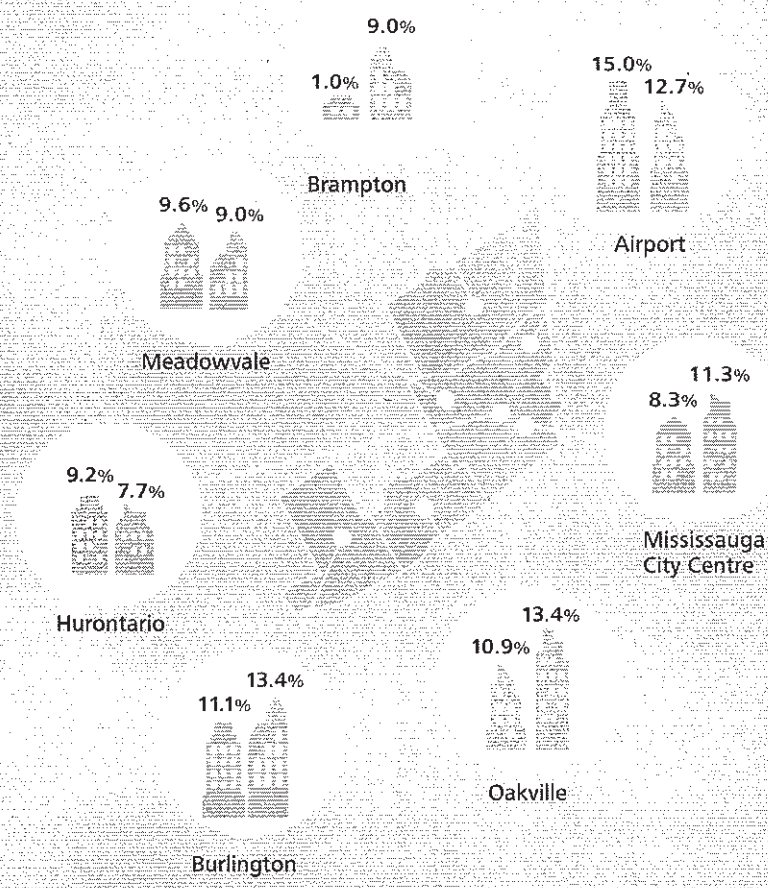 9.0%
1.0%
Brampton
15.0%
12.7%
Airport
9.6% 9.0%
Meadowvale
11.3%
8.3%
Mississauga
City Centre
9.2%
7.7%
Hurontario
13.4%
10.9%
Oakville
13.4%
11.1%
Burlington